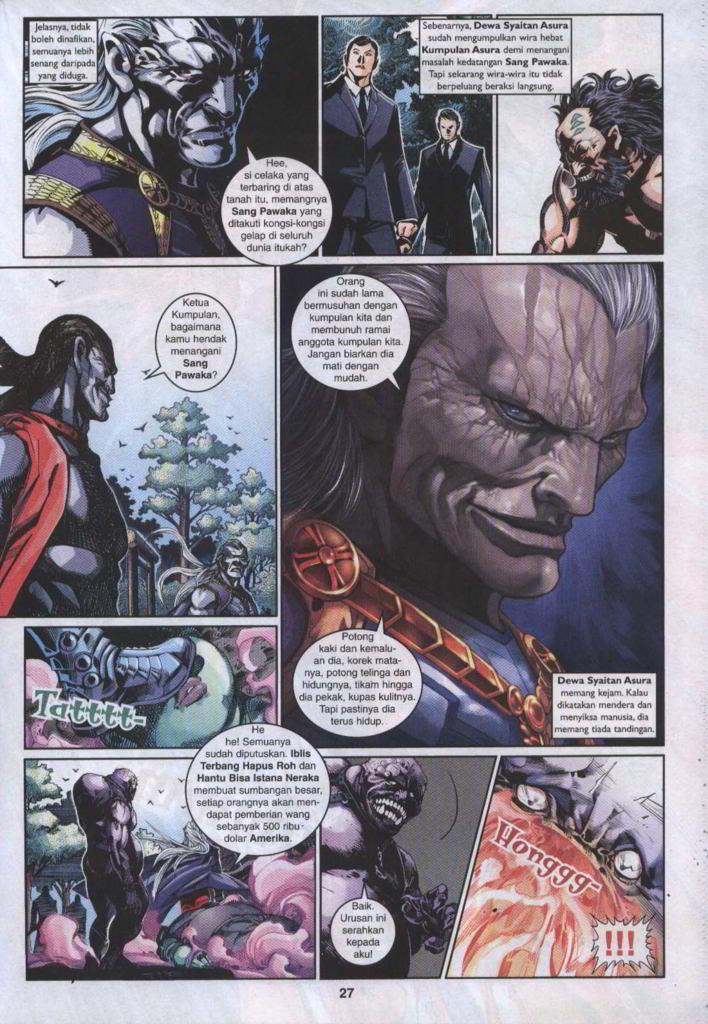 Jelasnya, tidak
boleh dinafikan,
semuanya lebih
senang daripada
yang diduga.
Hee,
si celaka yang
terbaring di atas
tanah itu, memangnya
Sang Pawaka yang
ditakuti kongsi-kongsi
gelap di seluruh
dunia itukah?
Sebenarnya, Dewa Syaitan Asura
sudah mengumpulkan wira hebat
Kumpulan Asura demi menangani
masalah kedatangan Sang Pawaka.
Tapi sekarang wira-wira itu tidak
berpeluang beraksi langsung.
Ketua
Kumpulan,
bagaimana
kamu hendak
menangani
Sang
Pawaka?
Orang
ini sudah lama
bermusuhan dengan
kumpulan kita dan
membunuh ramai
anggota kumpulan kita.
Jangan biarkan dia
mati dengan
mudah.
Potong
kaki dan kemalu-
an dia, korek mata-
nya, potong telinga dan
hidungnya, tikam hingga
dia pekak, kupas kulitnya.
Tapi pastinya dia
terus hidup.
Dewa Syaitan Asura
memang kejam. Kalau
dikatakan mendera dan
menyiksa manusia, dia
memang tiada tandingan.
Tatttt-
He
he! Semuanya
sudah diputuskan. Iblis
Terbang Hapus Roh dan
Hantu Bisa Istana Neraka
membuat sumbangan besar,
setiap orangnya akan men-
dapat pemberian wang
sebanyak 500 ribu
dolar Amerika.
Baik.
Urusan ini
serahkan
kepada
aku!
Honggg-
!!!
27